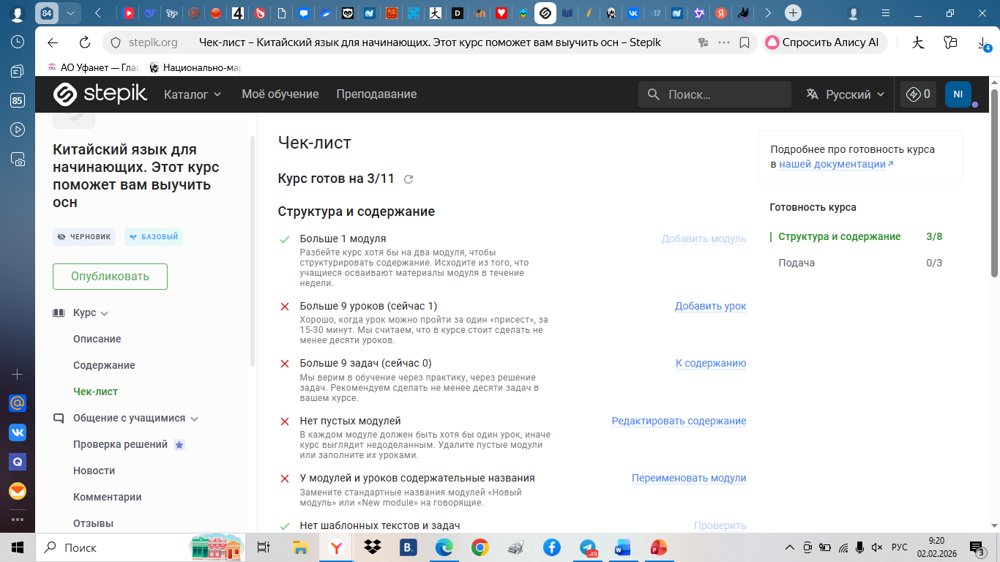 84
4
D
17
Я
stepik.org
Чек-лист – Китайский язык для начинающих. Этот курс поможет вам выучить осн – Stepik
Спросить Алису AI
大
4
АО Уфанет — Глав
Национально-мар
85
stepik
Каталог
Моё обучение
Преподавание
Поиск...
Русский
0
NI
Китайский язык для
начинающих. Этот курс
поможет вам выучить
осн
ЧЕРНОВИК
БАЗОВЫЙ
Опубликовать
Курс
Описание
Содержание
Чек-лист
Общение с учащимися
Проверка решений
Новости
Комментарии
Отзывы
Чек-лист
Курс готов на 3/11
Структура и содержание
Больше 1 модуля
Добавить модуль
Разбейте курс хотя бы на два модуля, чтобы
структурировать содержание. Исходите из того, что
учащиеся осваивают материалы модуля в течение
недели.
Больше 9 уроков (сейчас 1)
Добавить урок
Хорошо, когда урок можно пройти за один «присест», за
15-30 минут. Мы считаем, что в курсе стоит сделать не
менее десяти уроков.
Больше 9 задач (сейчас 0)
К содержанию
Мы верим в обучение через практику, через решение
задач. Рекомендуем сделать не менее десяти задач в
вашем курсе.
Нет пустых модулей
Редактировать содержание
В каждом модуле должен быть хотя бы один урок, иначе
курс выглядит недоделанным. Удалите пустые модули
или заполните их уроками.
У модулей и уроков содержательные названия
Переименовать модули
Замените стандартные названия модулей «Новый
модуль» или «New module» на говорящие.
Нет шаблонных текстов и задач
Проверить
Подробнее про готовность курса
в нашей документации
Готовность курса
Структура и содержание 3/8
Подача 0/3
Поиск
B.
.49
РУС
9:20
02.02.2026
3